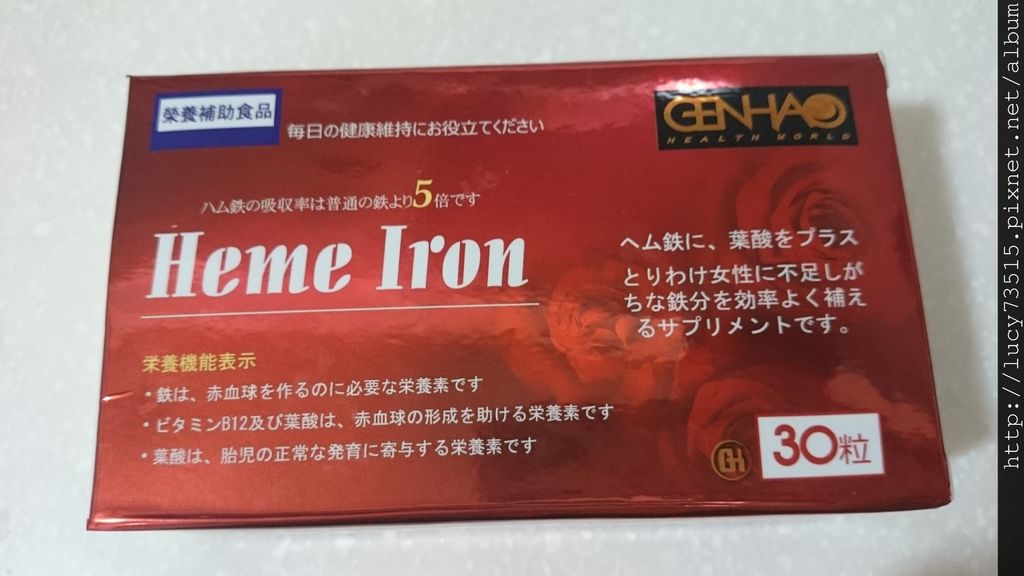 榮養補助食品
毎日の健康維持にお役立てください
GENHAO
HEALTH WORLD
ハム鉄の吸収率は普通の鉄より5倍です
Heme Iron
ヘム鉄に、葉酸をプラス
とりわけ女性に不足しが
ちな鉄分を効率よく補え
るサプリメントです。
栄養機能表示
・鉄は、赤血球を作るのに必要な栄養素です
・ビタミンB12及び葉酸は、赤血球の形成を助ける栄養素です
・葉酸は、胎児の正常な発育に寄与する栄養素です
GH
30粒
http://lucy73515.pixnet.net/album